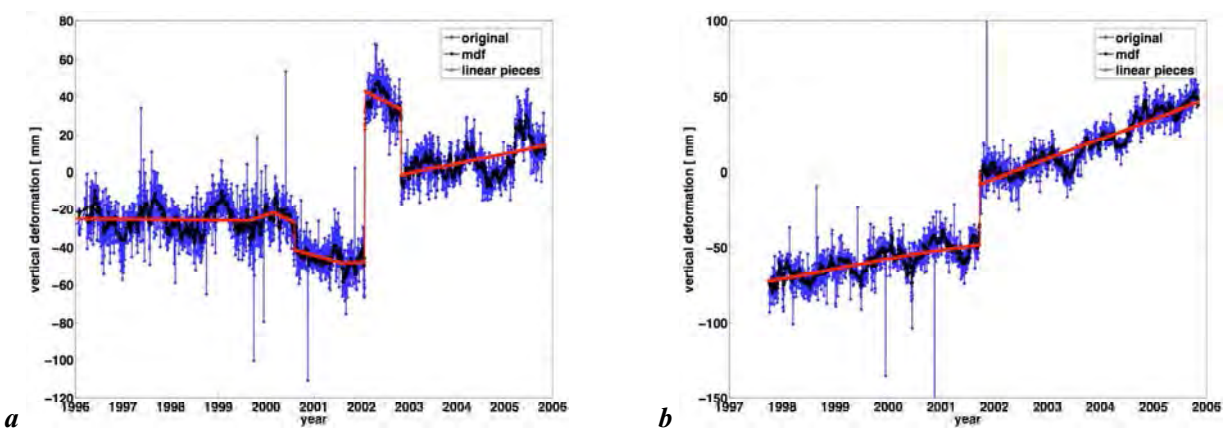 80
60
40
20
0
−20
−40
−60
−80
−100
−120
vertical deformation [ mm ]
original
mdf
linear pieces
1996 1997 1998 1999 2000 2001 2002 2003 2004 2005 2006
year
a
100
50
0
−50
−100
−150
vertical deformation [ mm ]
original
mdf
linear pieces
1997 1998 1999 2000 2001 2002 2003 2004 2005 2006
year
b